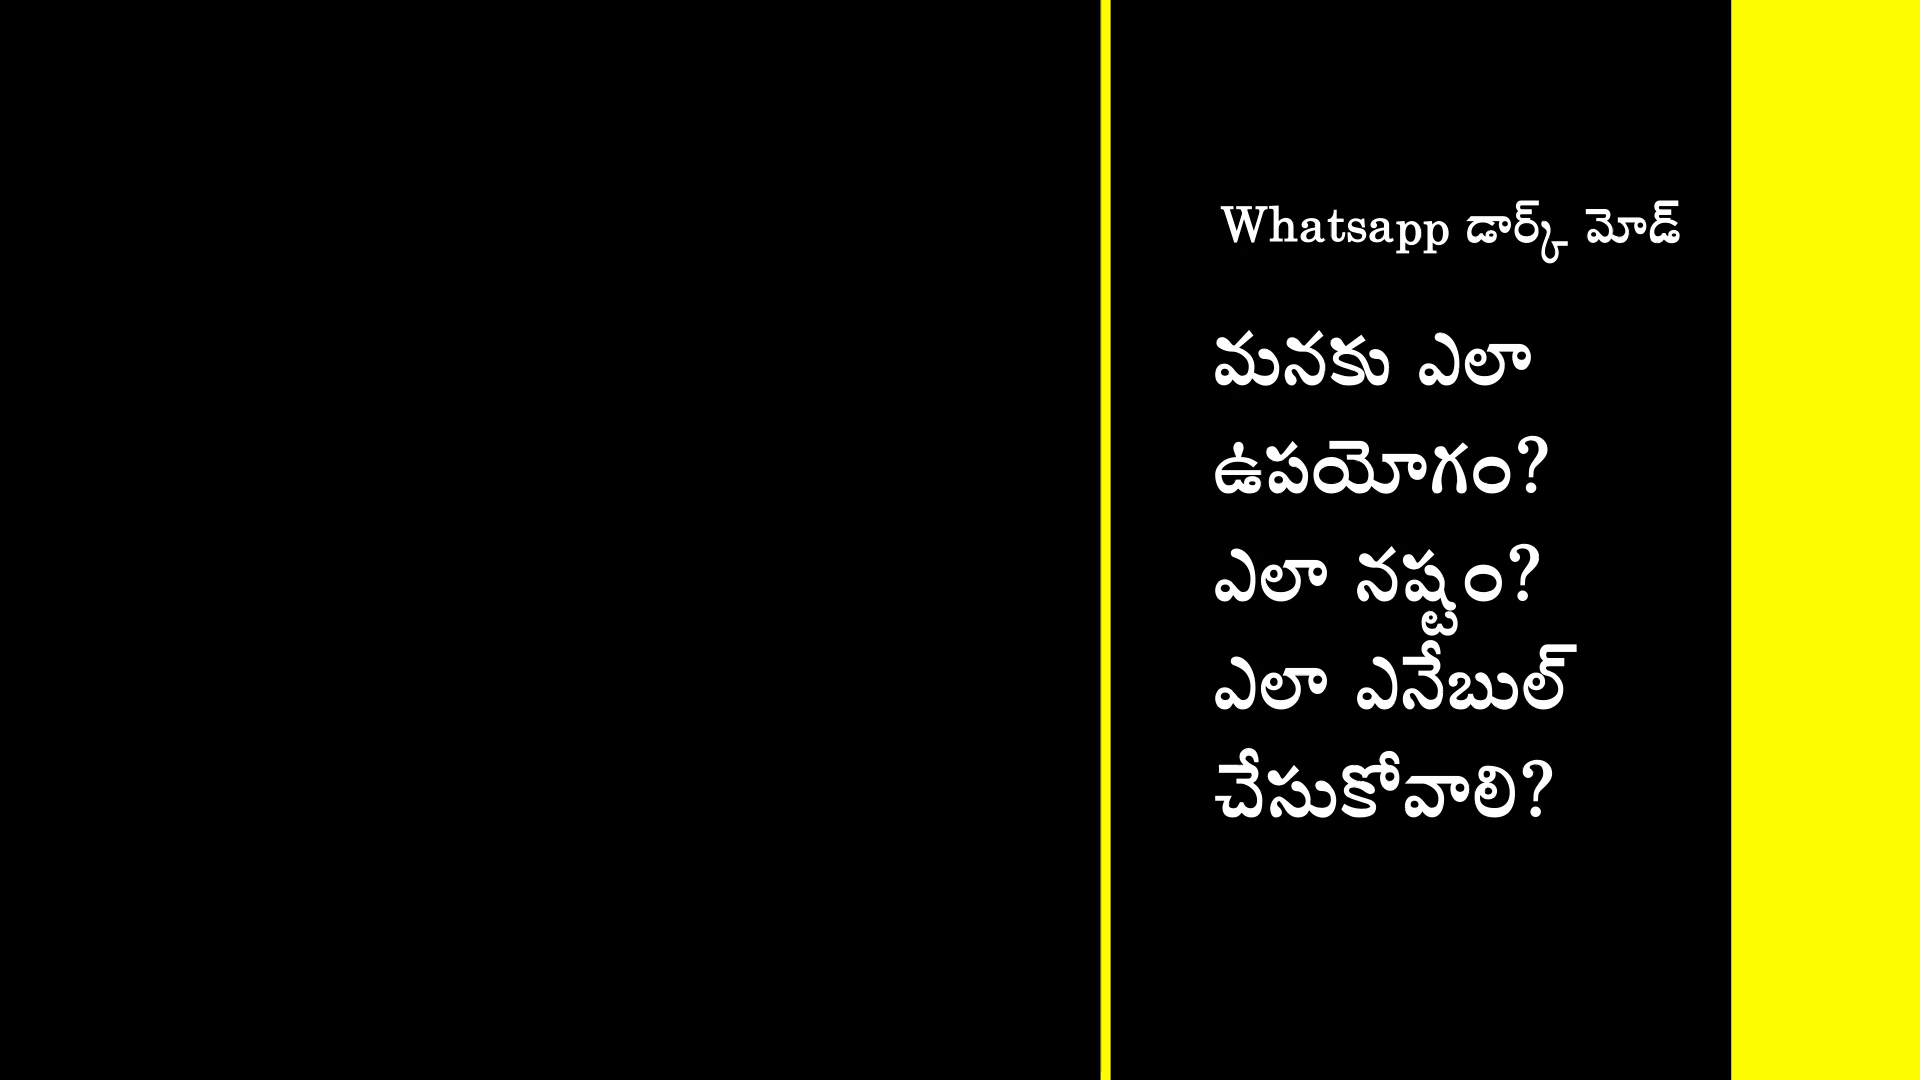 Whatsapp డార్క్ మోడ్
మనకు ఎలా
ఉపయోగం?
ఎలా నష్టం?
ఎలా ఎనేబుల్
చేసుకోవాలి?